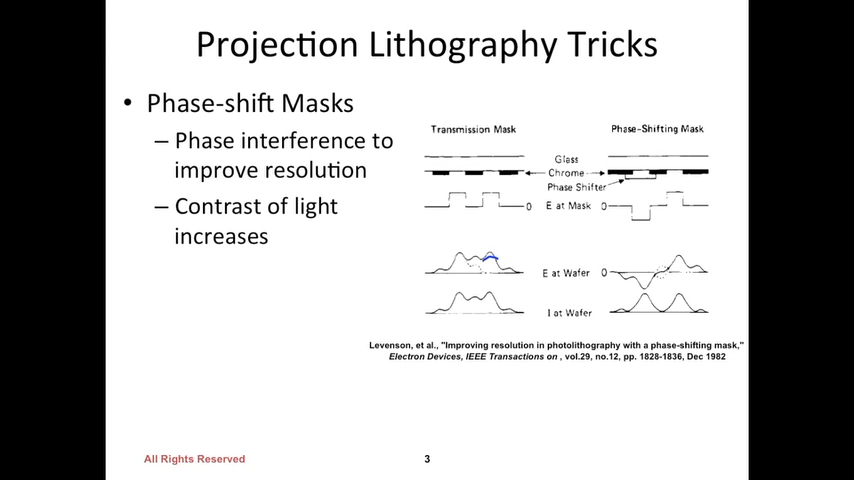 Projection Lithography Tricks
• Phase-shift Masks
– Phase interference to
improve resolution
– Contrast of light
increases
Transmission Mask
Phase-Shifting Mask
Glass
Chrome
Phase Shifter
0 E at Mask 0
E at Wafer 0
I at Wafer
Levenson, et al., "Improving resolution in photolithography with a phase-shifting mask,"
Electron Devices, IEEE Transactions on , vol.29, no.12, pp. 1828-1836, Dec 1982
All Rights Reserved
3